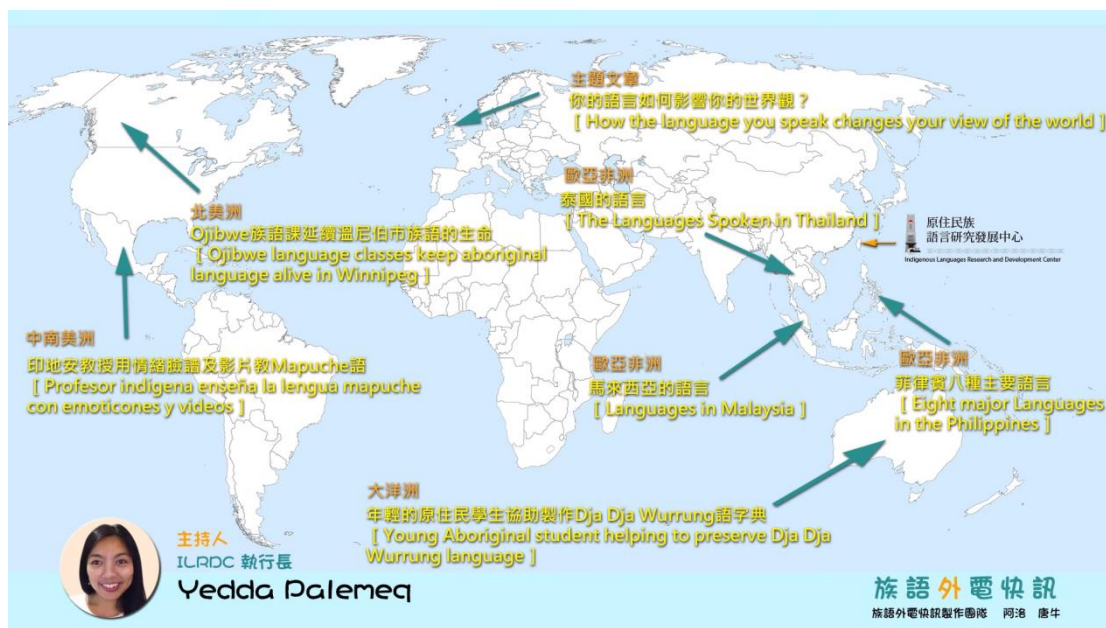 主題文章
你的語言如何影響你的世界觀？
[ How the language you speak changes your view of the world ]
歐亞非洲
泰國的語言
[ The Languages Spoken in Thailand ]
原住民族
語言研究發展中心
Indigenous Languages Research and Development Center
北美洲
Ojibwe族語課延續溫尼伯市族語的生命
[ Ojibwe language classes keep aboriginal
language alive in Winnipeg ]
中南美洲
印地安教授用情緒臉譜及影片教Mapuche語
[ Profesor indígena enseña la lengua mapuche
con emoticones y videos ]
歐亞非洲
馬來西亞的語言
[ Languages in Malaysia ]
歐亞非洲
菲律賓八種主要語言
[ Eight major Languages
in the Philippines ]
大洋洲
年輕的原住民學生協助製作Dja Dja Wurrung語字典
[ Young Aboriginal student helping to preserve Dja Dja
Wurrung language ]
主持人
ILRDC 執行長
Yedda Palemeq
族語外電快訊
族語外電快訊製作團隊 阿洛 唐牛